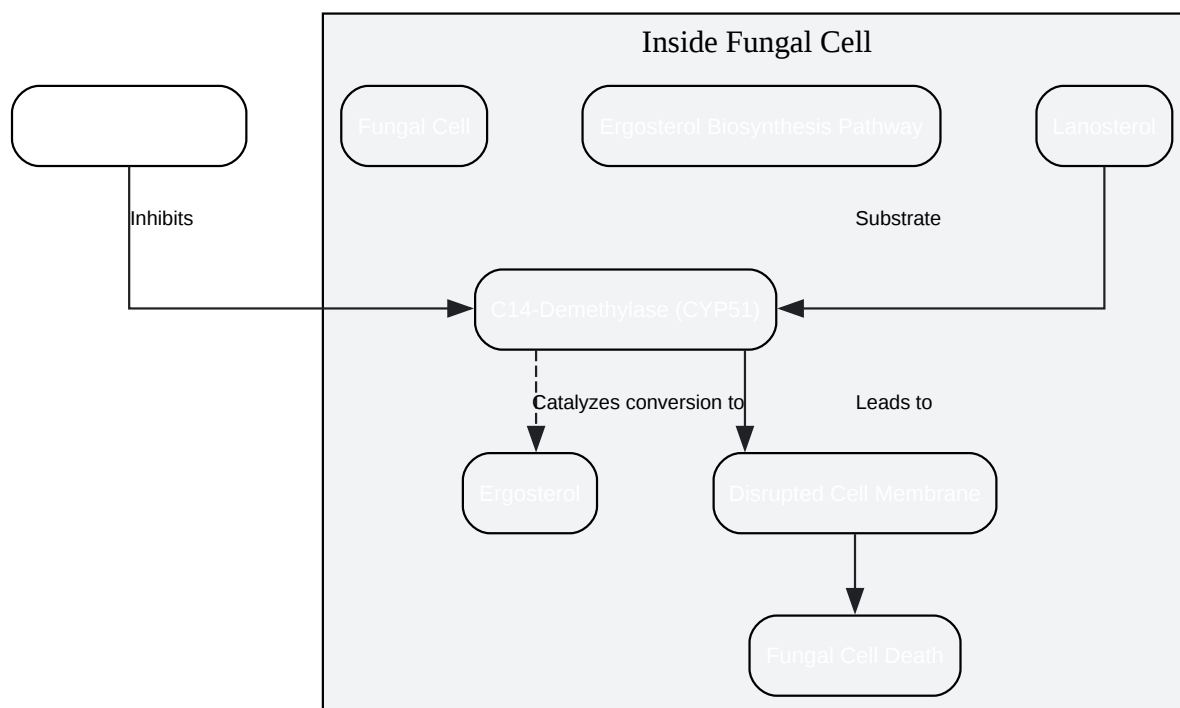 Inside Fungal Cell
Fungal Cell
Ergosterol Biosynthesis Pathway
Lanosterol
Inhibits
Substrate
C14-Demethylase (CYP51)
Catalyzes conversion to
Leads to
Ergosterol
Disrupted Cell Membrane
Fungal Cell Death